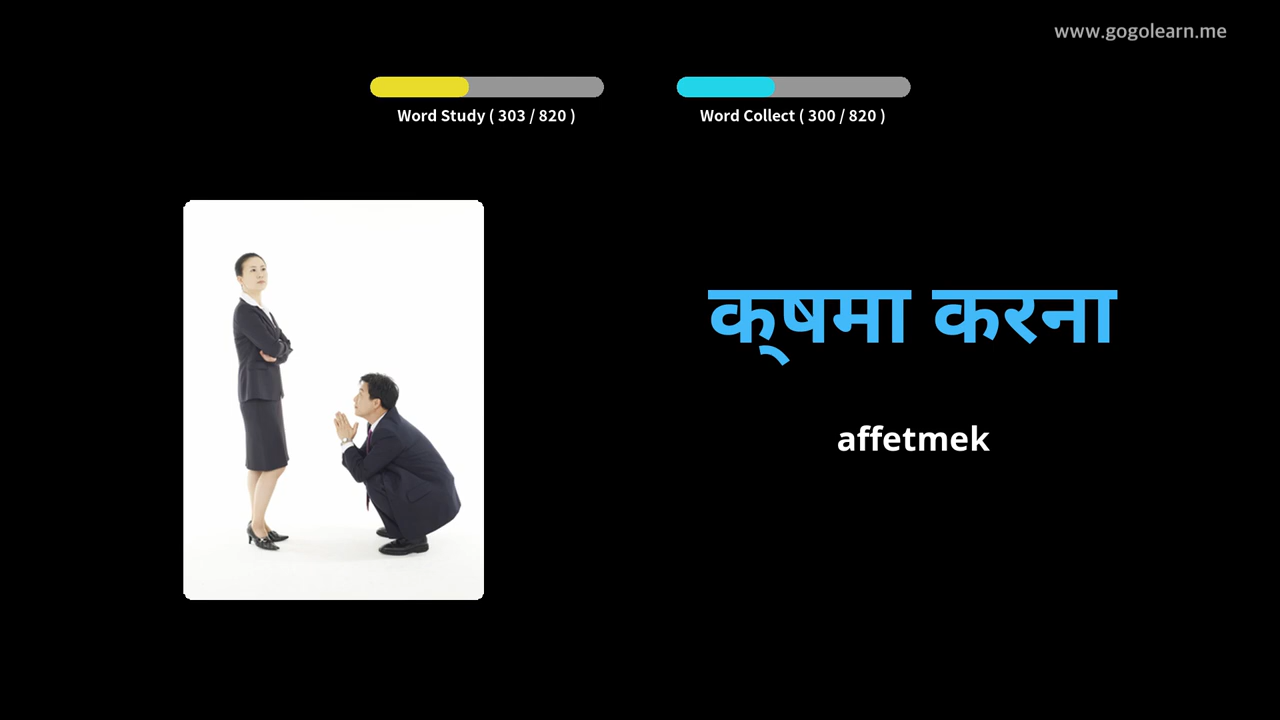 www.gogolearn.me
Word Study ( 303 / 820 )
Word Collect ( 300 / 820 )
क्‌षमा करना
affetmek